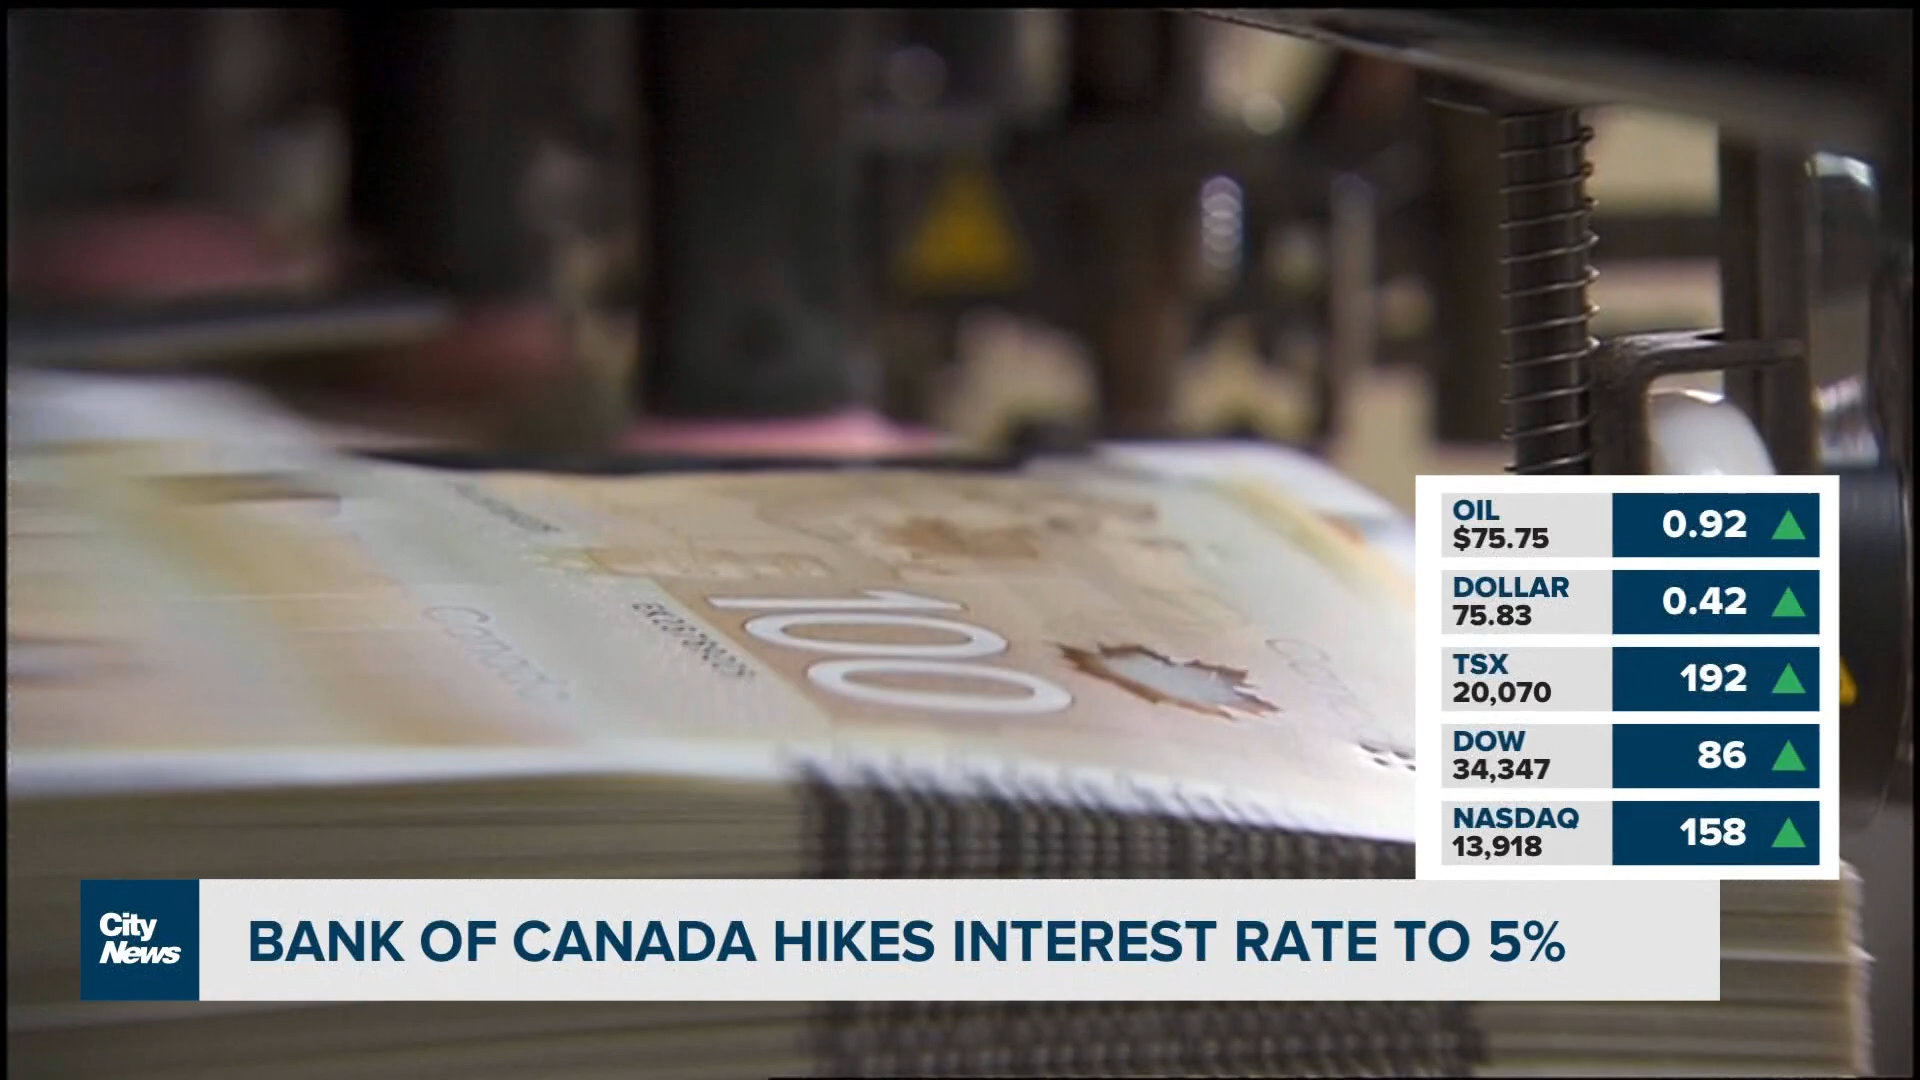 100
OIL
$75.75
0.92
DOLLAR
75.83
0.42
TSX
20,070
192
DOW
34,347
86
NASDAQ
13,918
158
City
News
BANK OF CANADA HIKES INTEREST RATE TO 5%